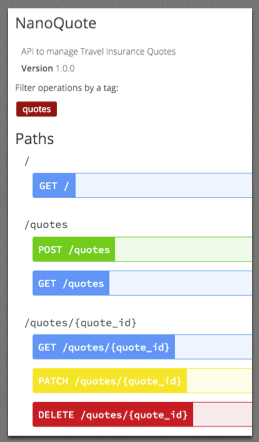 NanoQuote
API to manage Travel Insurance Quotes
Version 1.0.0
Filter operations by a tag:
quotes
Paths
/
GET /
/quotes
POST /quotes
GET /quotes
/quotes/{quote_id}
GET /quotes/{quote_id}
PATCH /quotes/{quote_id}
DELETE /quotes/{quote_id}